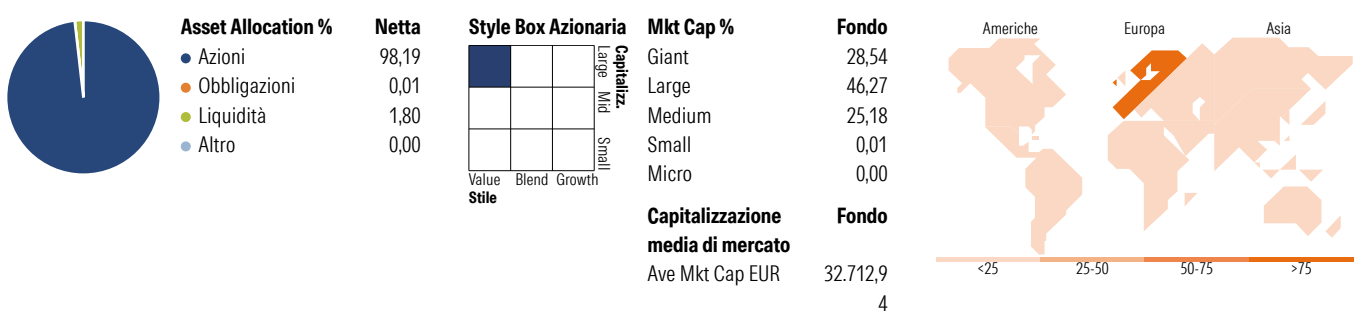 Asset Allocation % Netta
Azioni 98,19
Obbligazioni 0,01
Liquidità 1,80
Altro 0,00
Style Box Azionaria
Capitalizz.
Large Mid Small
Value Blend Growth
Stile
Mkt Cap % Fondo
Giant 28,54
Large 46,27
Medium 25,18
Small 0,01
Micro 0,00
Capitalizzazione Fondo
media di mercato
Ave Mkt Cap EUR 32.712,9
4
Americhe Europa Asia
<25 25-50 50-75 >75